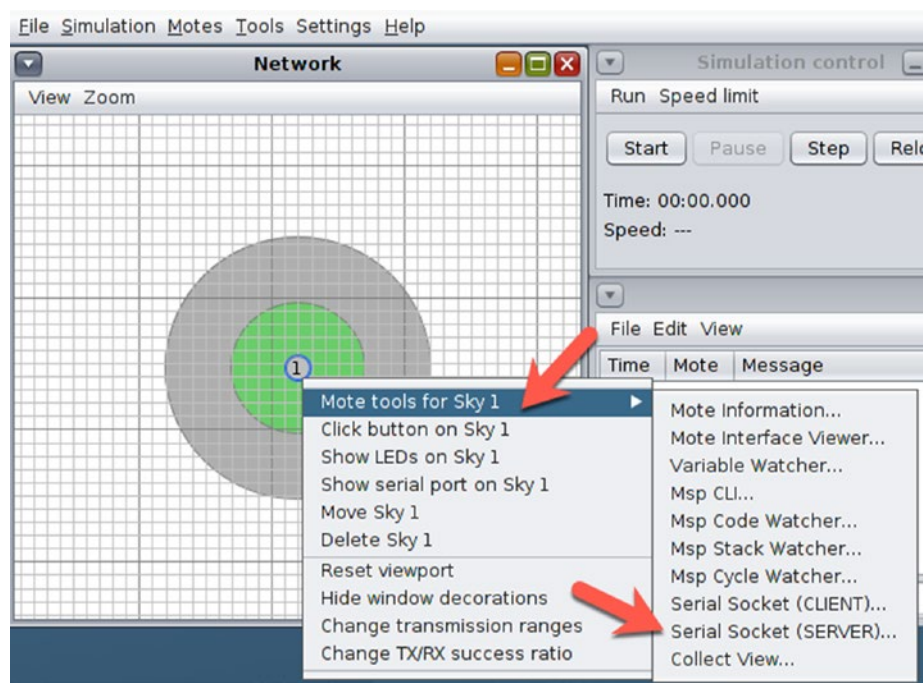 File Simulation Motes Tools Settings Help
Network
View Zoom
1
Simulation control
Run Speed limit
Start Pause Step Relo
Time: 00:00.000
Speed: ---
File Edit View
Time Mote Message
Mote tools for Sky 1
Click button on Sky 1
Show LEDs on Sky 1
Show serial port on Sky 1
Move Sky 1
Delete Sky 1
Reset viewport
Hide window decorations
Change transmission ranges
Change TX/RX success ratio
Mote Information...
Mote Interface Viewer...
Variable Watcher...
Msp CLI...
Msp Code Watcher...
Msp Stack Watcher...
Msp Cycle Watcher...
Serial Socket (CLIENT)...
Serial Socket (SERVER)...
Collect View...